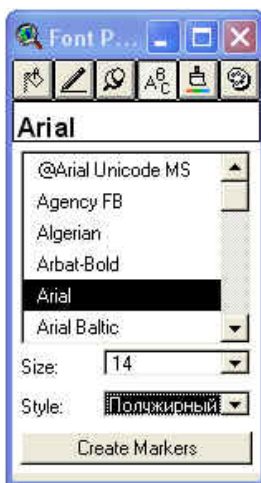 Font P...
ABC
Arial
@Arial Unicode MS
Agency FB
Algerian
Arbat-Bold
Arial
Arial Baltic
Size: 14
Style: Полужирный
Create Markers